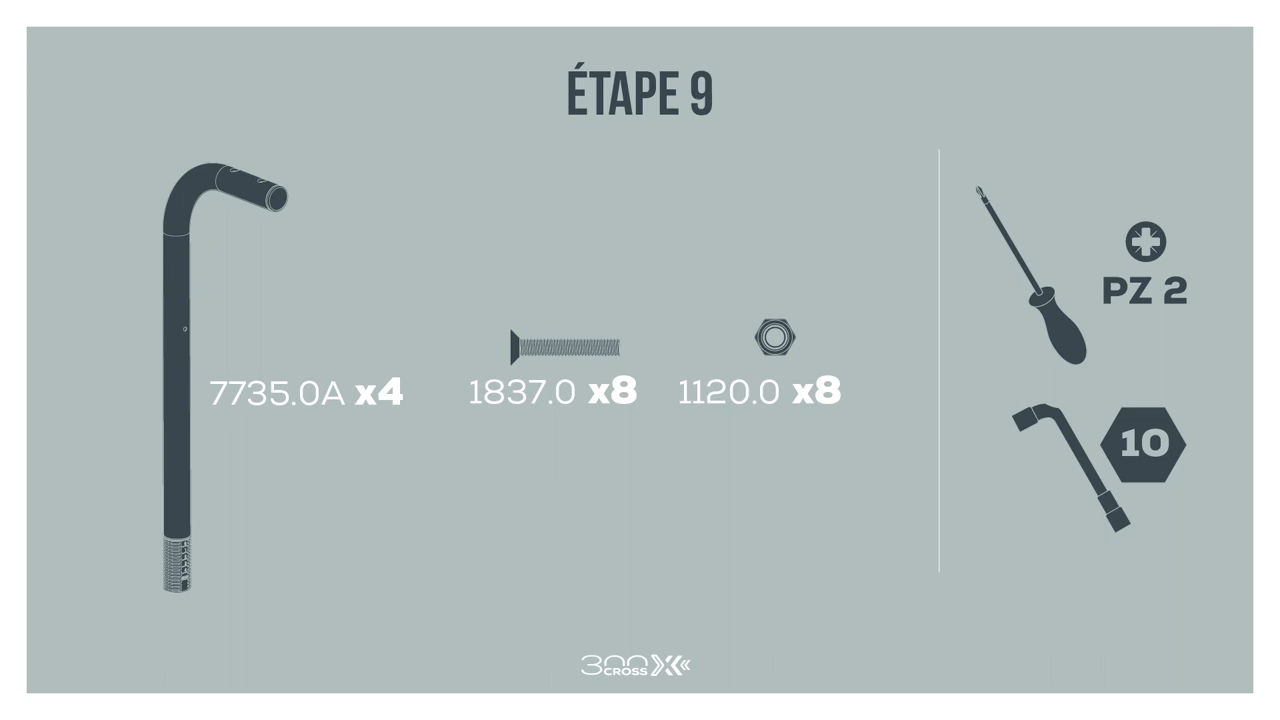 ÉTAPE 9
PZ 2
7735.0A x4
1837.0 x8
1120.0 x8
10
300 CROSS X